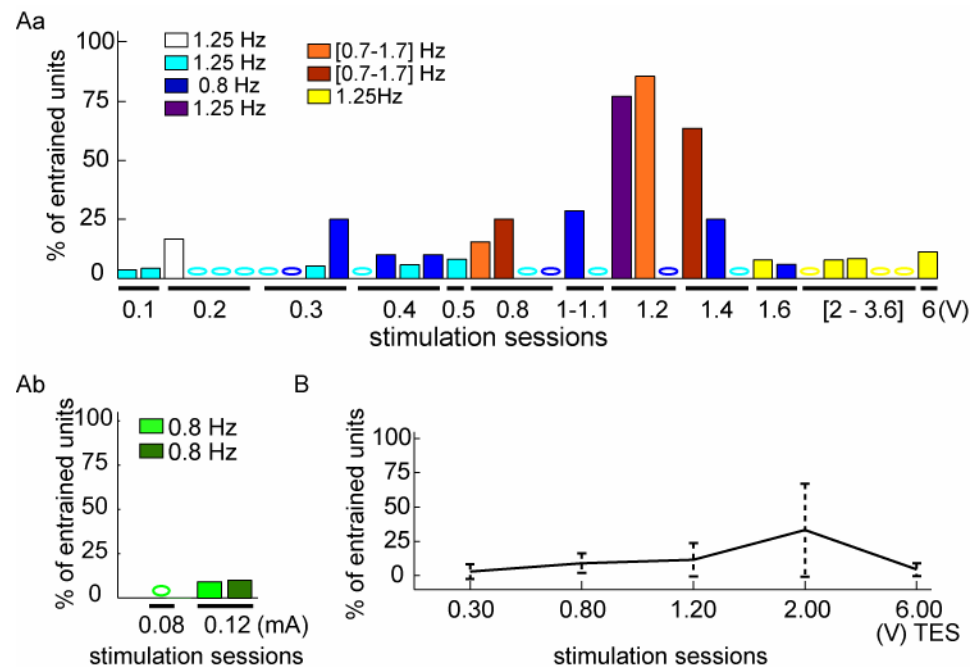 Aa
% of entrained units
100
75
50
25
0
1.25 Hz
1.25 Hz
0.8 Hz
1.25 Hz
[0.7-1.7] Hz
[0.7-1.7] Hz
1.25Hz
0.1 0.2 0.3 0.4 0.5 0.8 1-1.1 1.2 1.4 1.6 [2 - 3.6] 6 (V)
stimulation sessions
Ab
% of entrained units
100
75
50
25
0
0.8 Hz
0.8 Hz
0.08 0.12 (mA)
stimulation sessions
B
% of entrained units
100
75
50
25
0
0.30 0.80 1.20 2.00 6.00
(V) TES
stimulation sessions